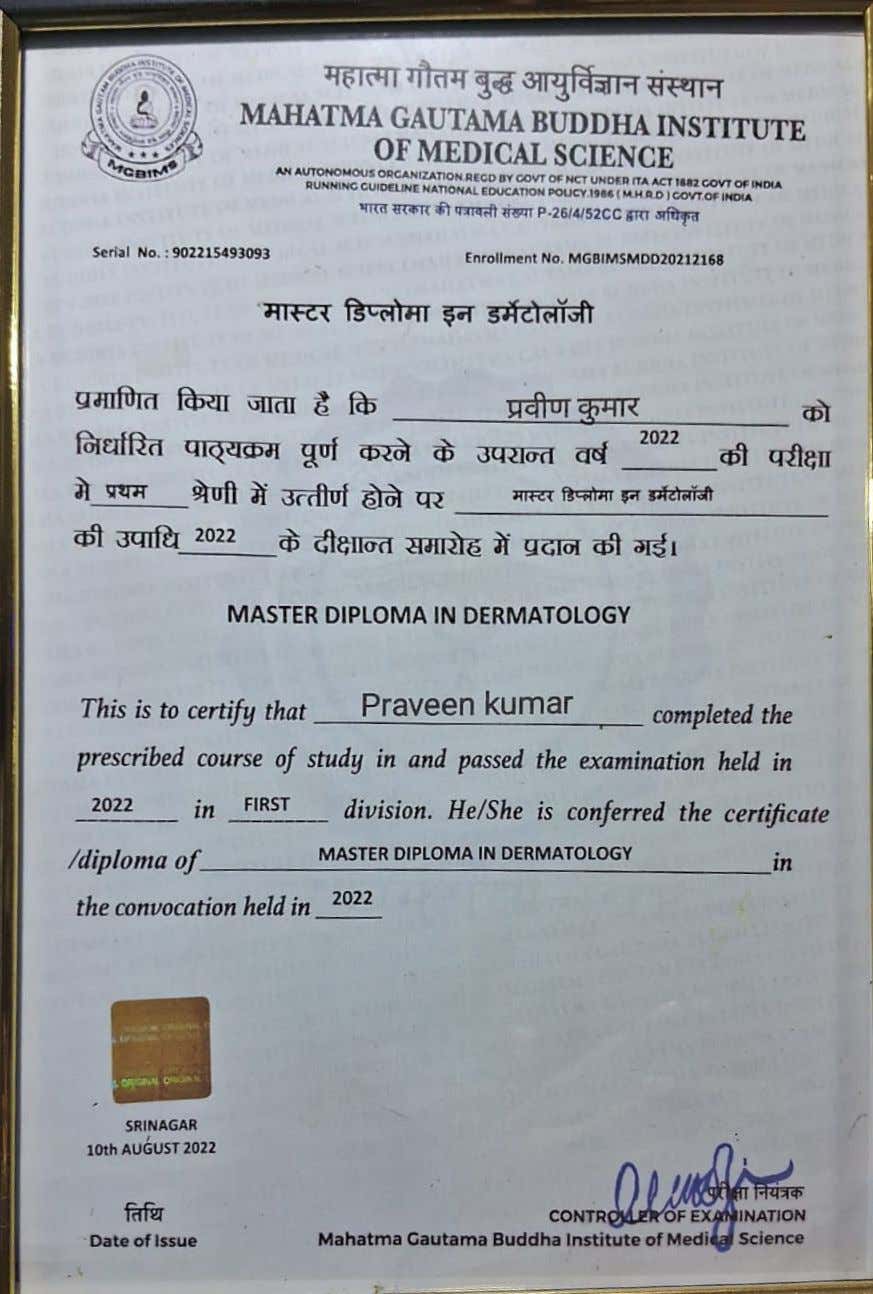 महात्मा गौतम बुद्ध आयुर्विज्ञान संस्थान
MAHATMA GAUTAMA BUDDHA INSTITUTE
OF MEDICAL SCIENCE
AN AUTONOMOUS ORGANIZATION.REGD BY GOVT OF NCT UNDER ITA ACT 1882 GOVT OF INDIA
RUNNING GUIDELINE NATIONAL EDUCATION POLICY.1986 ( M.H.R.D ) GOVT.OF INDIA
भारत सरकार की पत्रावली संख्या P-26/4/52CC द्वारा अधिकृत
MGBIMS
Serial No. : 902215493093
Enrollment No. MGBIMSMDD20212168
मास्टर डिप्लोमा इन डर्मेटोलॉजी
प्रमाणित किया जाता है कि प्रवीण कुमार को
निर्धारित पाठ्यक्रम पूर्ण करने के उपरान्त वर्ष 2022 की परीक्षा
मे प्रथम श्रेणी में उत्तीर्ण होने पर मास्टर डिप्लोमा इन डर्मेटोलॉजी
की उपाधि 2022 के दीक्षान्त समारोह में प्रदान की गई।
MASTER DIPLOMA IN DERMATOLOGY
This is to certify that Praveen kumar completed the
prescribed course of study in and passed the examination held in
2022 in FIRST division. He/She is conferred the certificate
/diploma of MASTER DIPLOMA IN DERMATOLOGY in
the convocation held in 2022
SRINAGAR
10th AUGUST 2022
तिथि
Date of Issue
परीक्षा नियंत्रक
CONTROLLER OF EXAMINATION
Mahatma Gautama Buddha Institute of Medical Science